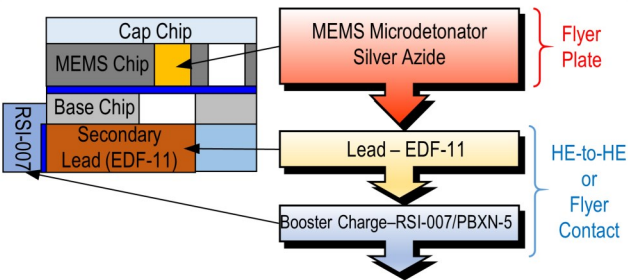 Cap Chip
MEMS Chip
Base Chip
RSI-007
Secondary
Lead (EDF-11)
MEMS Microdetonator
Silver Azide
Lead – EDF-11
Booster Charge–RSI-007/PBXN-5
Flyer
Plate
HE-to-HE
or
Flyer
Contact